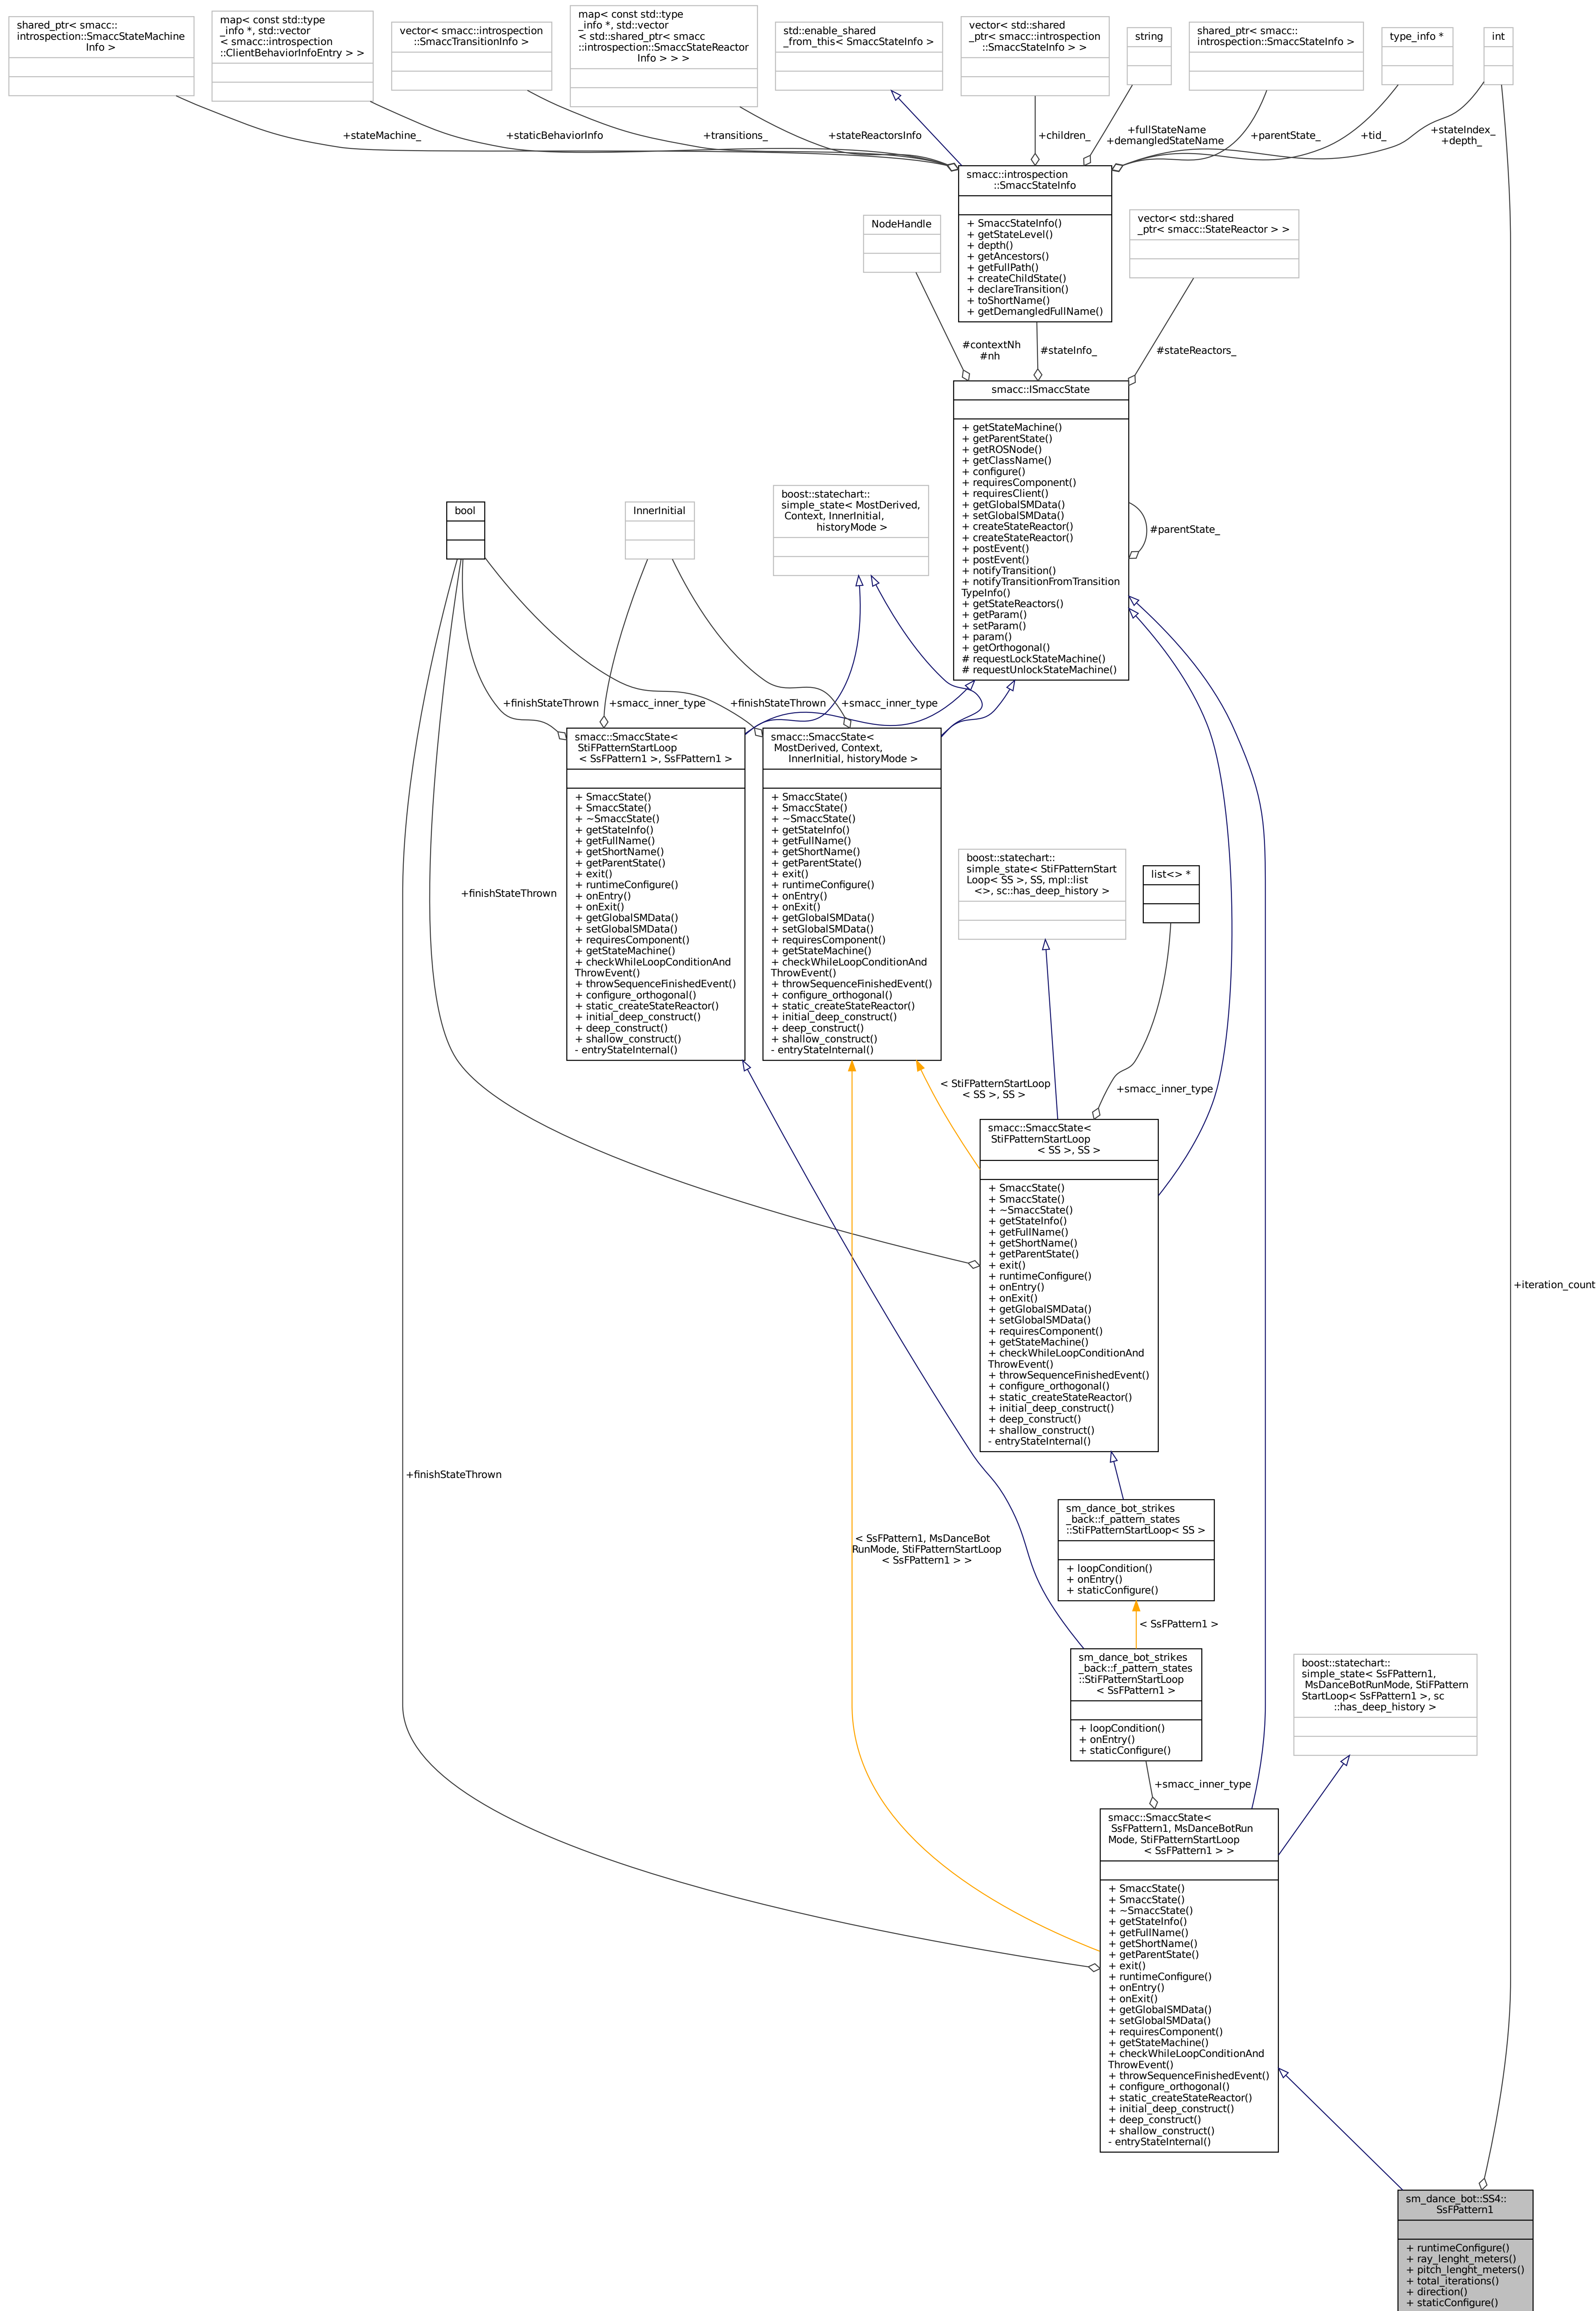 shared_ptr< smacc::
introspection::SmaccStateMachine
Info >
map< const std::type
_info *, std::vector
< smacc::introspection
::ClientBehaviorInfoEntry > >
vector< smacc::introspection
::SmaccTransitionInfo >
map< const std::type
_info *, std::vector
< std::shared_ptr< smacc
::introspection::SmaccStateReactor
Info > > >
std::enable_shared
_from_this< SmaccStateInfo >
vector< std::shared
_ptr< smacc::introspection
::SmaccStateInfo > >
string
shared_ptr< smacc::
introspection::SmaccStateInfo >
type_info *
int
+stateMachine_
+staticBehaviorInfo
+transitions_
+stateReactorsInfo
+children_
+fullStateName
+demangledStateName
+parentState_
+tid_
+stateIndex_
+depth_
smacc::introspection
::SmaccStateInfo
+ SmaccStateInfo()
+ getStateLevel()
+ depth()
+ getAncestors()
+ getFullPath()
+ createChildState()
+ declareTransition()
+ toShortName()
+ getDemangledFullName()
NodeHandle
vector< std::shared
_ptr< smacc::StateReactor > >
#contextNh
#nh
#stateInfo_
#stateReactors_
smacc::ISmaccState
+ getStateMachine()
+ getParentState()
+ getROSNode()
+ getClassName()
+ configure()
+ requiresComponent()
+ requiresClient()
+ getGlobalSMData()
+ setGlobalSMData()
+ createStateReactor()
+ createStateReactor()
+ postEvent()
+ postEvent()
+ notifyTransition()
+ notifyTransitionFromTransition
TypeInfo()
+ getStateReactors()
+ getParam()
+ setParam()
+ param()
+ getOrthogonal()
# requestLockStateMachine()
# requestUnlockStateMachine()
#parentState_
bool
InnerInitial
boost::statechart::
simple_state< MostDerived,
Context, InnerInitial,
historyMode >
+finishStateThrown
+smacc_inner_type
+finishStateThrown
+smacc_inner_type
smacc::SmaccState<
StiFPatternStartLoop
< SsFPattern1 >, SsFPattern1 >
+ SmaccState()
+ SmaccState()
+ ~SmaccState()
+ getStateInfo()
+ getFullName()
+ getShortName()
+ getParentState()
+ exit()
+ runtimeConfigure()
+ onEntry()
+ onExit()
+ getGlobalSMData()
+ setGlobalSMData()
+ requiresComponent()
+ getStateMachine()
+ checkWhileLoopConditionAnd
ThrowEvent()
+ throwSequenceFinishedEvent()
+ configure_orthogonal()
+ static_createStateReactor()
+ initial_deep_construct()
+ deep_construct()
+ shallow_construct()
- entryStateInternal()
smacc::SmaccState<
MostDerived, Context,
InnerInitial, historyMode >
+ SmaccState()
+ SmaccState()
+ ~SmaccState()
+ getStateInfo()
+ getFullName()
+ getShortName()
+ getParentState()
+ exit()
+ runtimeConfigure()
+ onEntry()
+ onExit()
+ getGlobalSMData()
+ setGlobalSMData()
+ requiresComponent()
+ getStateMachine()
+ checkWhileLoopConditionAnd
ThrowEvent()
+ throwSequenceFinishedEvent()
+ configure_orthogonal()
+ static_createStateReactor()
+ initial_deep_construct()
+ deep_construct()
+ shallow_construct()
- entryStateInternal()
+finishStateThrown
boost::statechart::
simple_state< StiFPatternStart
Loop< SS >, SS, mpl::list
<>, sc::has_deep_history >
list<> *
< StiFPatternStartLoop
< SS >, SS >
+smacc_inner_type
smacc::SmaccState<
StiFPatternStartLoop
< SS >, SS >
+ SmaccState()
+ SmaccState()
+ ~SmaccState()
+ getStateInfo()
+ getFullName()
+ getShortName()
+ getParentState()
+ exit()
+ runtimeConfigure()
+ onEntry()
+ onExit()
+ getGlobalSMData()
+ setGlobalSMData()
+ requiresComponent()
+ getStateMachine()
+ checkWhileLoopConditionAnd
ThrowEvent()
+ throwSequenceFinishedEvent()
+ configure_orthogonal()
+ static_createStateReactor()
+ initial_deep_construct()
+ deep_construct()
+ shallow_construct()
- entryStateInternal()
+iteration_count
+finishStateThrown
sm_dance_bot_strikes
_back::f_pattern_states
::StiFPatternStartLoop< SS >
+ loopCondition()
+ onEntry()
+ staticConfigure()
< SsFPattern1, MsDanceBot
RunMode, StiFPatternStartLoop
< SsFPattern1 > >
< SsFPattern1 >
sm_dance_bot_strikes
_back::f_pattern_states
::StiFPatternStartLoop
< SsFPattern1 >
+ loopCondition()
+ onEntry()
+ staticConfigure()
boost::statechart::
simple_state< SsFPattern1,
MsDanceBotRunMode, StiFPattern
StartLoop< SsFPattern1 >, sc
::has_deep_history >
+smacc_inner_type
smacc::SmaccState<
SsFPattern1, MsDanceBotRun
Mode, StiFPatternStartLoop
< SsFPattern1 > >
+ SmaccState()
+ SmaccState()
+ ~SmaccState()
+ getStateInfo()
+ getFullName()
+ getShortName()
+ getParentState()
+ exit()
+ runtimeConfigure()
+ onEntry()
+ onExit()
+ getGlobalSMData()
+ setGlobalSMData()
+ requiresComponent()
+ getStateMachine()
+ checkWhileLoopConditionAnd
ThrowEvent()
+ throwSequenceFinishedEvent()
+ configure_orthogonal()
+ static_createStateReactor()
+ initial_deep_construct()
+ deep_construct()
+ shallow_construct()
- entryStateInternal()
sm_dance_bot::SS4::
SsFPattern1
+ runtimeConfigure()
+ ray_lenght_meters()
+ pitch_lenght_meters()
+ total_iterations()
+ direction()
+ staticConfigure()